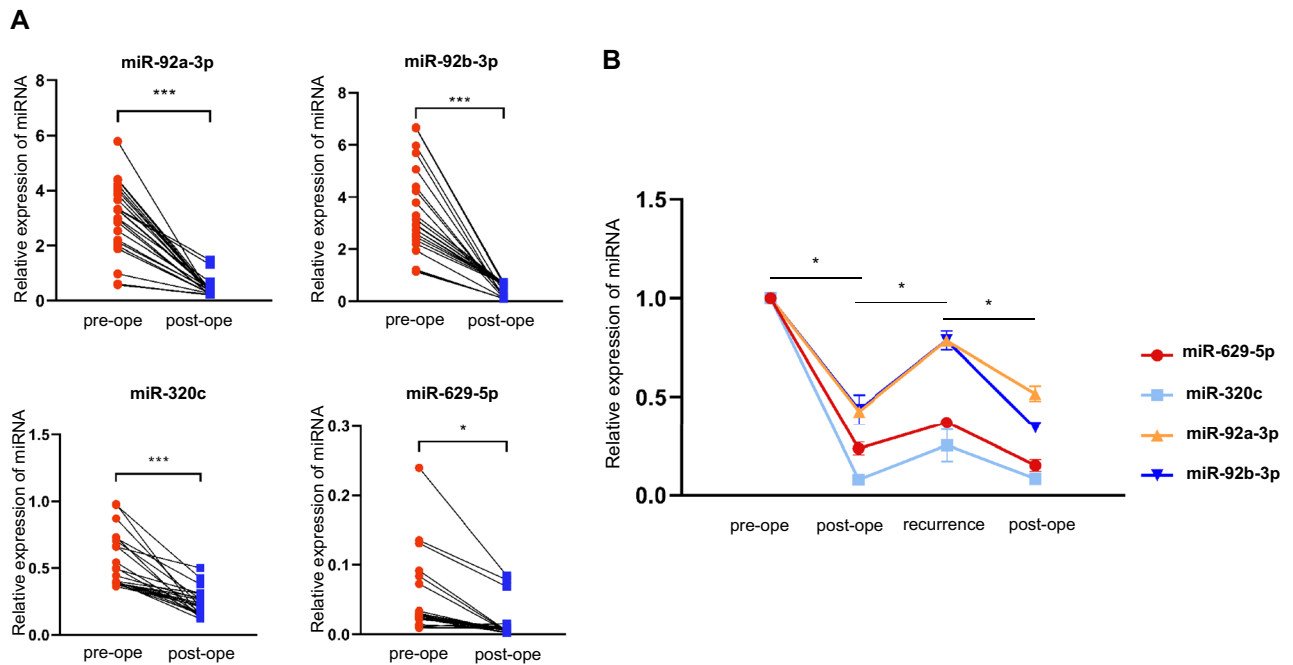 A
miR-92a-3p
Relative expression of miRNA
8
6
4
2
0
***
pre-ope post-ope
miR-92b-3p
Relative expression of miRNA
8
6
4
2
0
***
pre-ope post-ope
miR-320c
Relative expression of miRNA
1.5
1.0
0.5
0.0
***
pre-ope post-ope
miR-629-5p
Relative expression of miRNA
0.3
0.2
0.1
0.0
*
pre-ope post-ope
B
Relative expression of miRNA
1.5
1.0
0.5
0.0
*
*
*
pre-ope post-ope recurrence post-ope
miR-629-5p
miR-320c
miR-92a-3p
miR-92b-3p